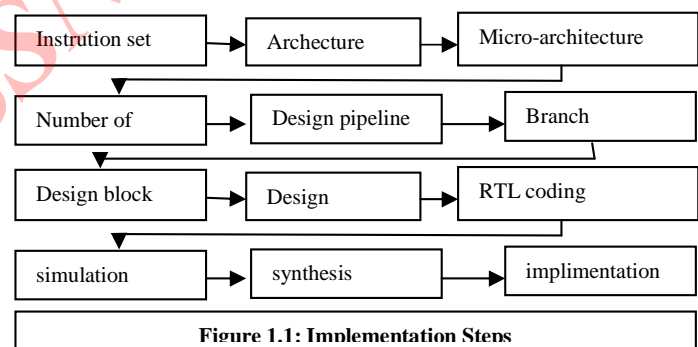 Instrution set
Archecture
Micro-architecture
Number of
Design pipeline
Branch
Design block
Design
RTL coding
simulation
synthesis
implimentation
Figure 1.1: Implementation Steps